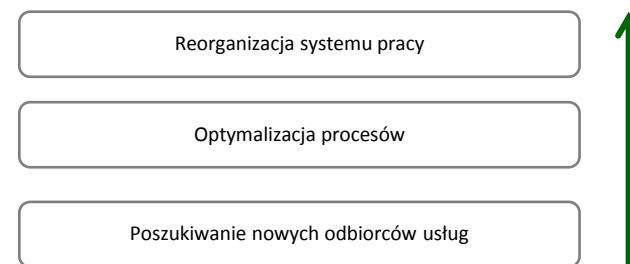 Reorganizacja systemu pracy
Optymalizacja procesów
Poszukiwanie nowych odbiorców usług